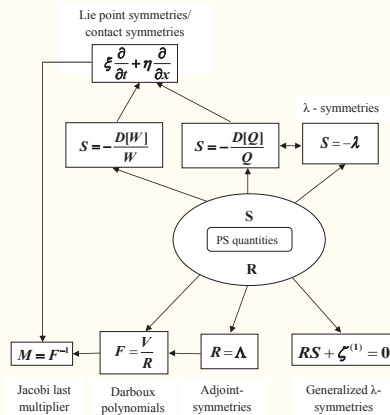 Lie point symmetries/
contact symmetries
ξ ∂/∂t + η ∂/∂x
λ - symmetries
S = − D[W]/W
S = − D[Q]/Q
S = −λ
S
PS quantities
R
M = F⁻¹
F = V/R
R = Λ
RS + ζ⁽¹⁾ = 0
Jacobi last
multiplier
Darboux
polynomials
Adjoint-
symmetries
Generalized λ-
symmetries